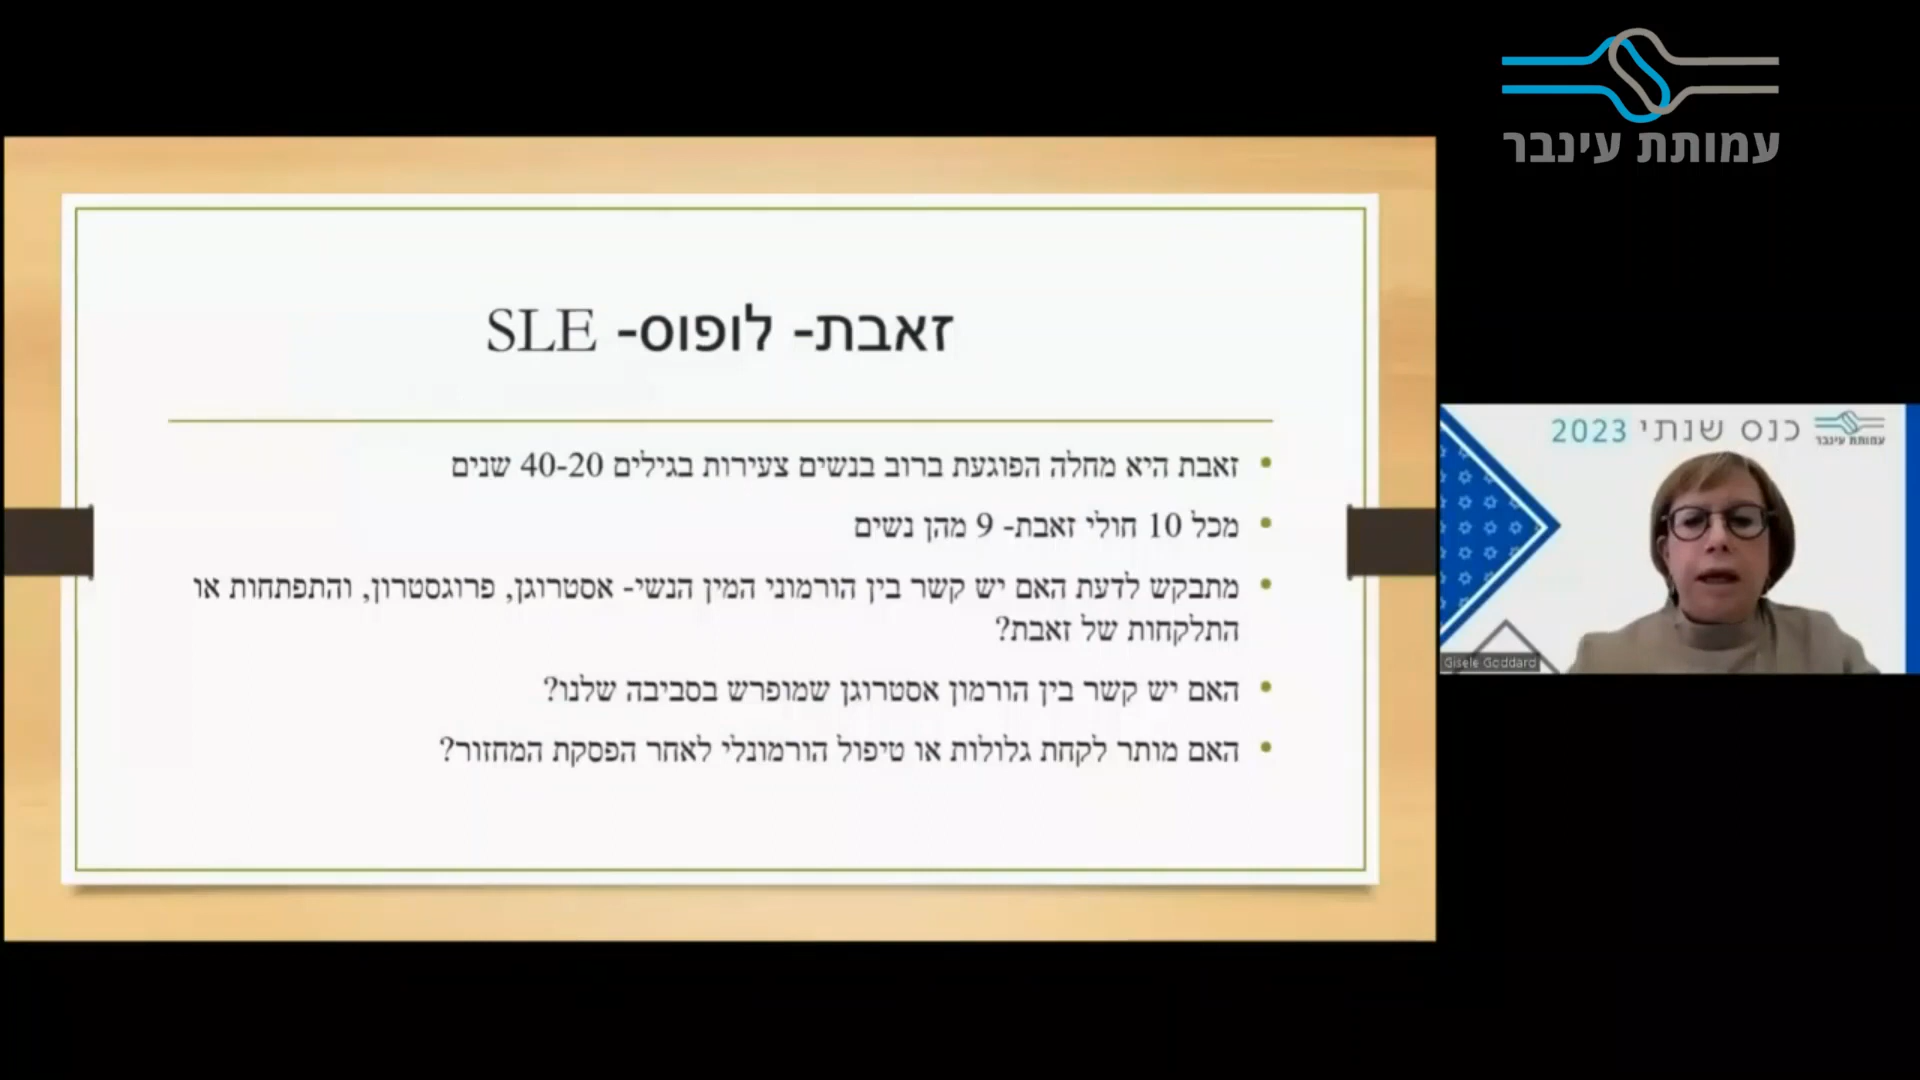 עמותת עינבר
זאבת- לופוס- SLE
• זאבת היא מחלה הפוגעת ברוב בנשים צעירות בגילים 40-20 שנים
• מכל 10 חולי זאבת- 9 מהן נשים
• מתבקש לדעת האם יש קשר בין הורמוני המין הנשי- אסטרוגן, פרוגסטרון, והתפתחות או
התלקחות של זאבת?
• האם יש קשר בין הורמון אסטרוגן שמופרש בסביבה שלנו?
• האם מותר לקחת גלולות או טיפול הורמונלי לאחר הפסקת המחזור?
עמותת עינבר
כנס שנתי 2023
Gisele Goddard